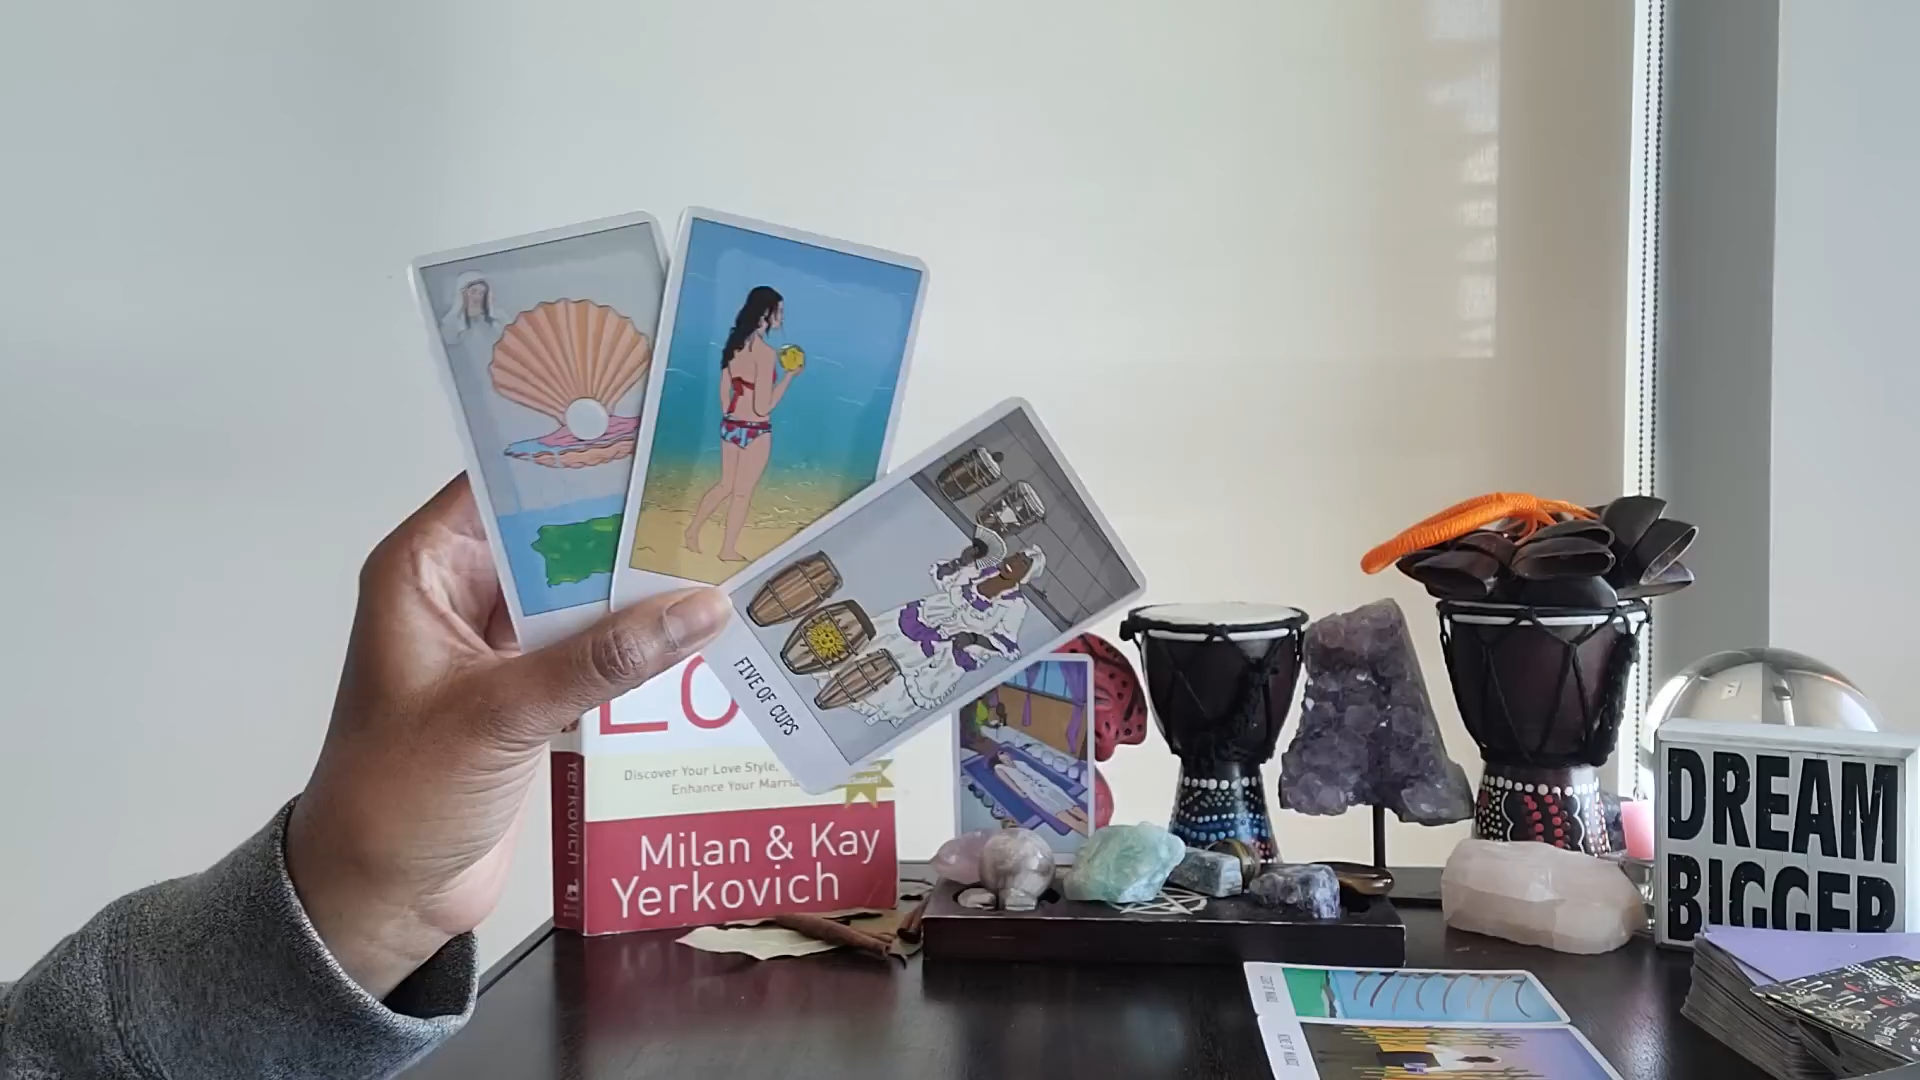 FIVE OF CUPS
Discover Your Love Style,
Enhance Your Marria
Milan & Kay
Yerkovich
Yerkovich
DREAM
BIGGER